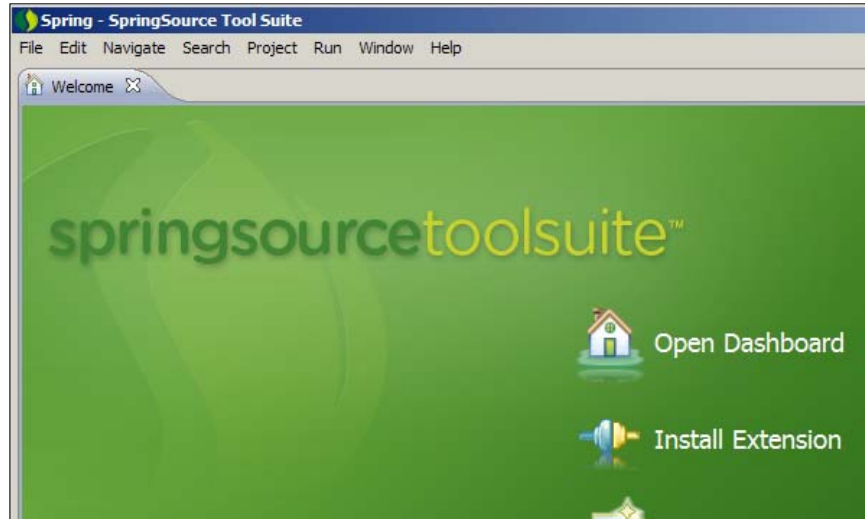 Spring - SpringSource Tool Suite
File Edit Navigate Search Project Run Window Help
Welcome
springsourcetoolsuite™
Open Dashboard
Install Extension